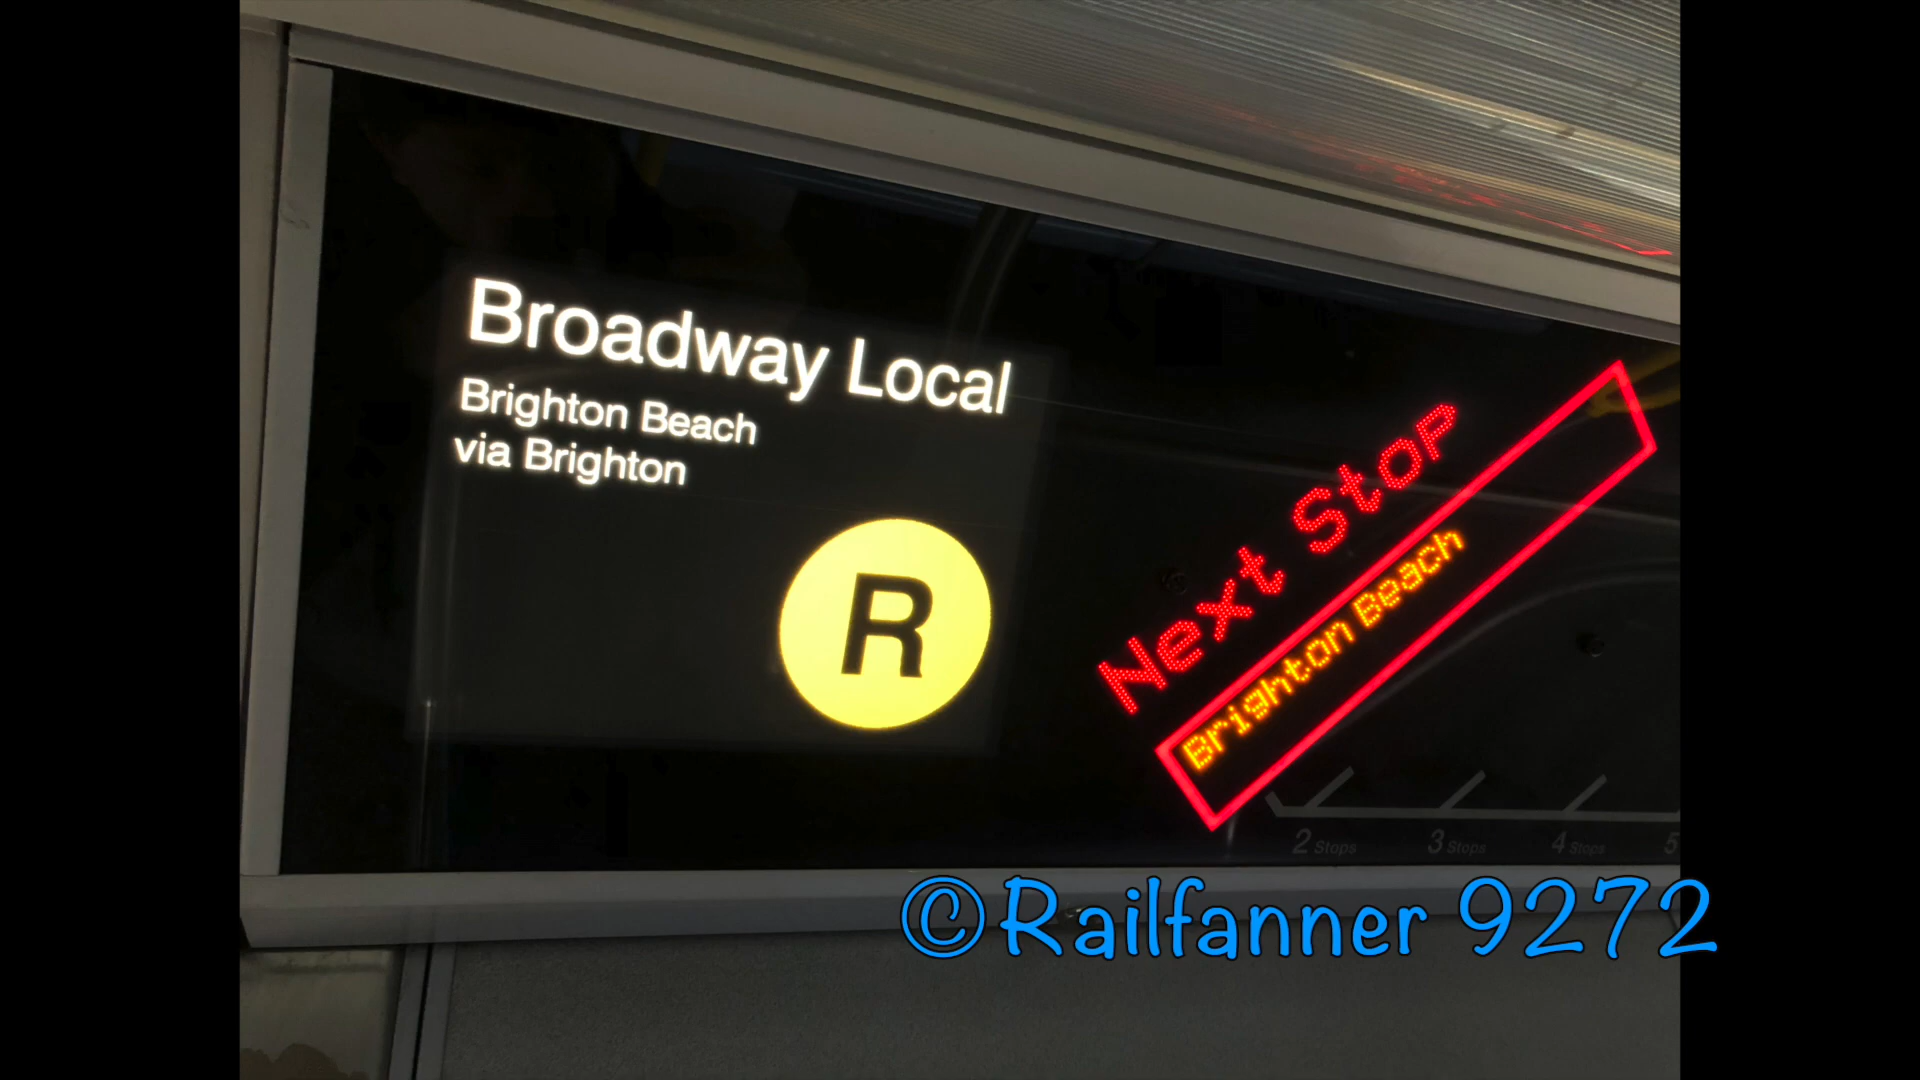 Broadway Local
Brighton Beach
via Brighton
R
Next Stop
Brighton Beach
2 Stops
3 Stops
4 Stops
5
©Railfanner 9272